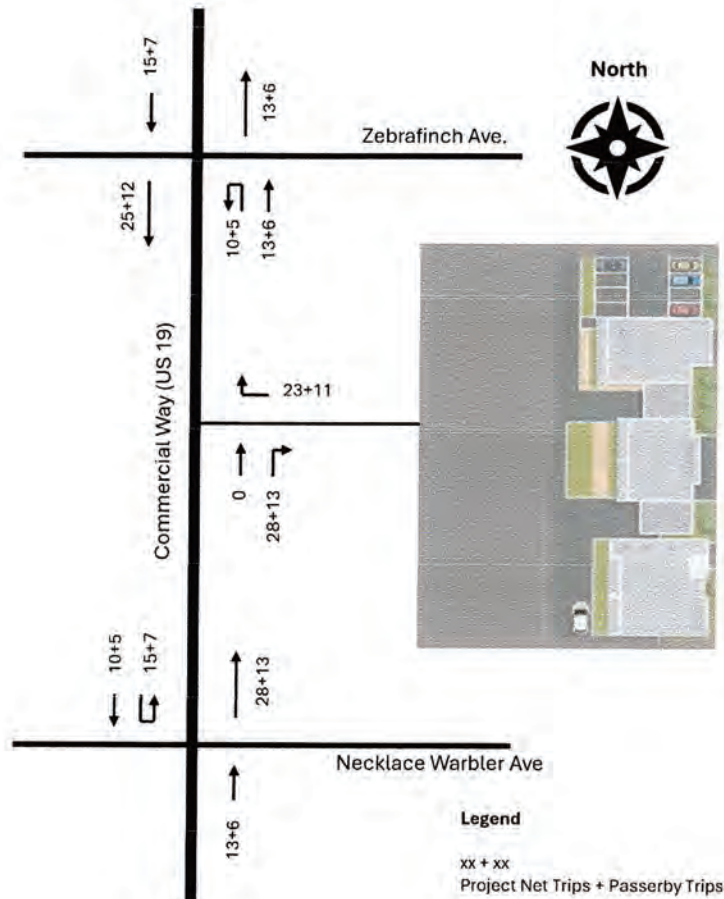 15+7
13+6
North
Zebrafinch Ave.
25+12
10+5
13+6
Commercial Way (US 19)
23+11
0
28+13
10+5
15+7
28+13
Necklace Warbler Ave
13+6
Legend
xx + xx
Project Net Trips + Passerby Trips